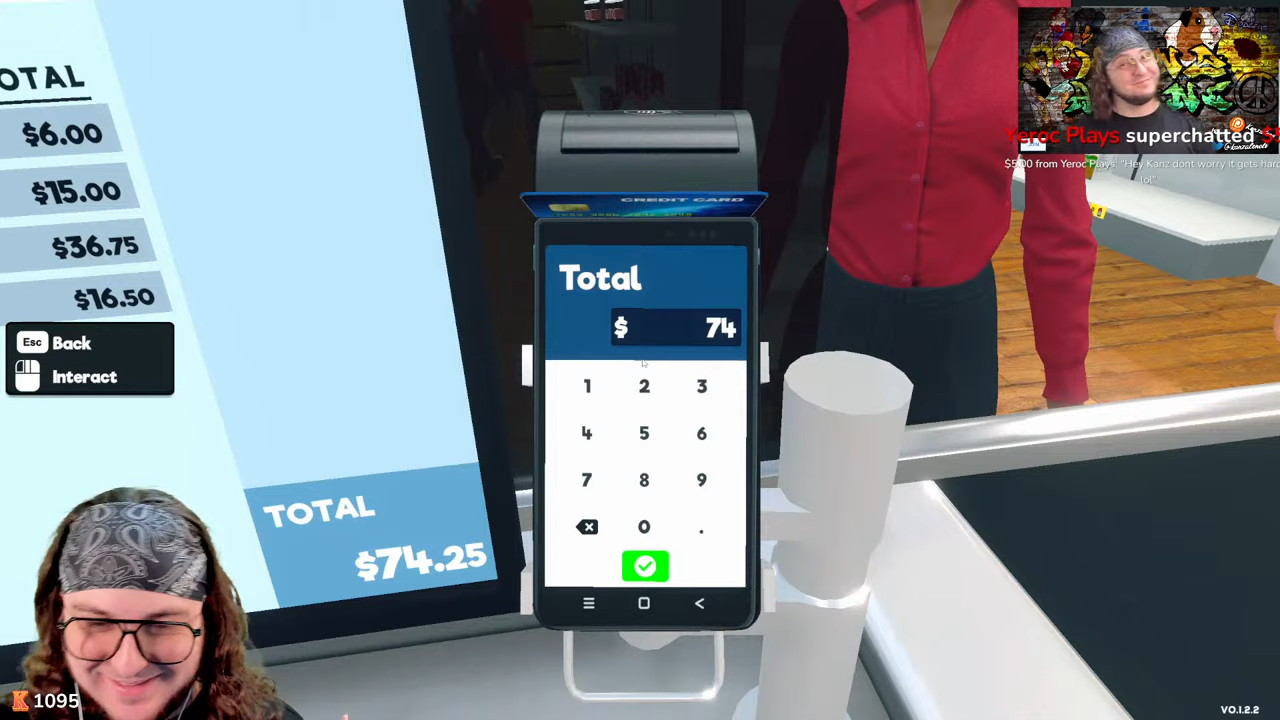 OTAL
$6.00
$15.00
$36.75
$16.50
Esc Back
Interact
TOTAL
$74.25
CREDIT CARD
Total
$ 74
1 2 3
4 5 6
7 8 9
0 .
Yeroc Plays superchatted $5
$5.00 from Yeroc Plays: "Hey Kanz dont worry it gets hard
lol"
K 1095
V0.1.2.2